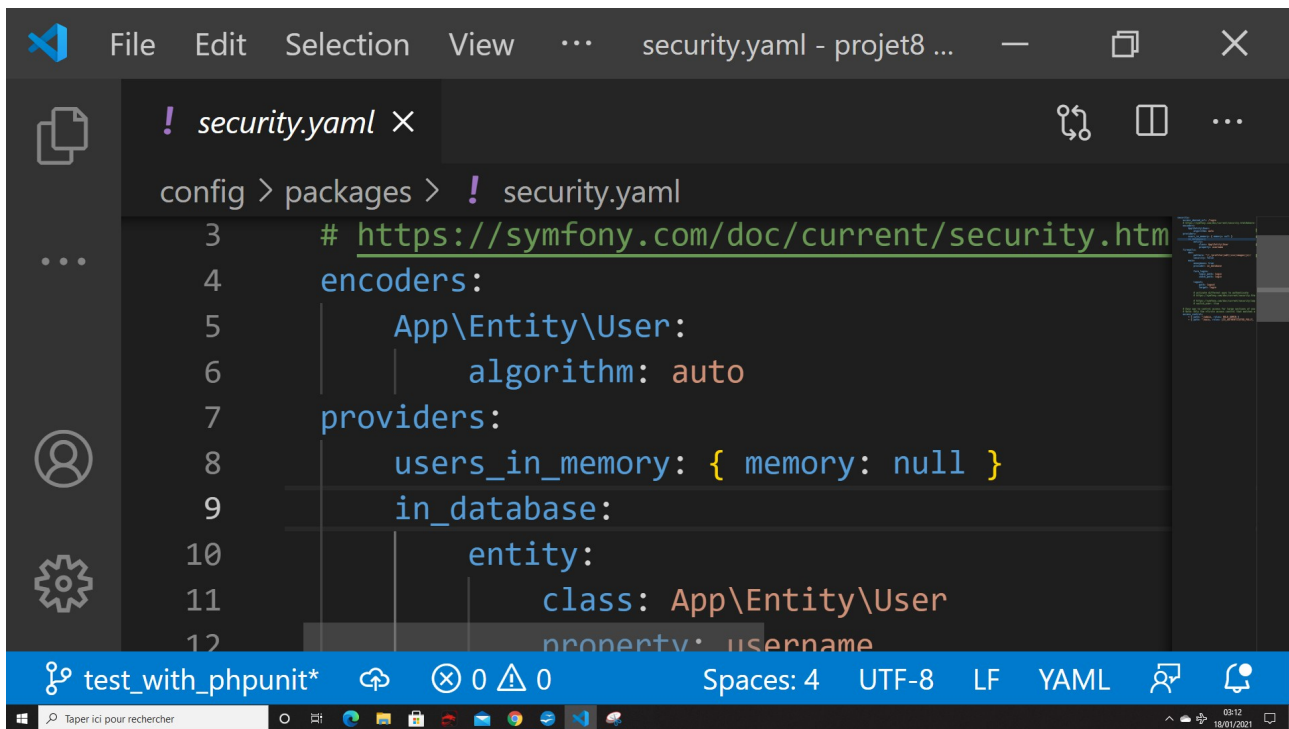 File Edit Selection View ··· security.yaml - projet8 ...
! security.yaml
config > packages > ! security.yaml
3 # https://symfony.com/doc/current/security.htm
4 encoders:
5 App\Entity\User:
6 algorithm: auto
7 providers:
8 users_in_memory: { memory: null }
9 in_database:
10 entity:
11 class: App\Entity\User
12 property: username
test_with_phpunit* 0 0 Spaces: 4 UTF-8 LF YAML
Taper ici pour rechercher
03:12
18/01/2021